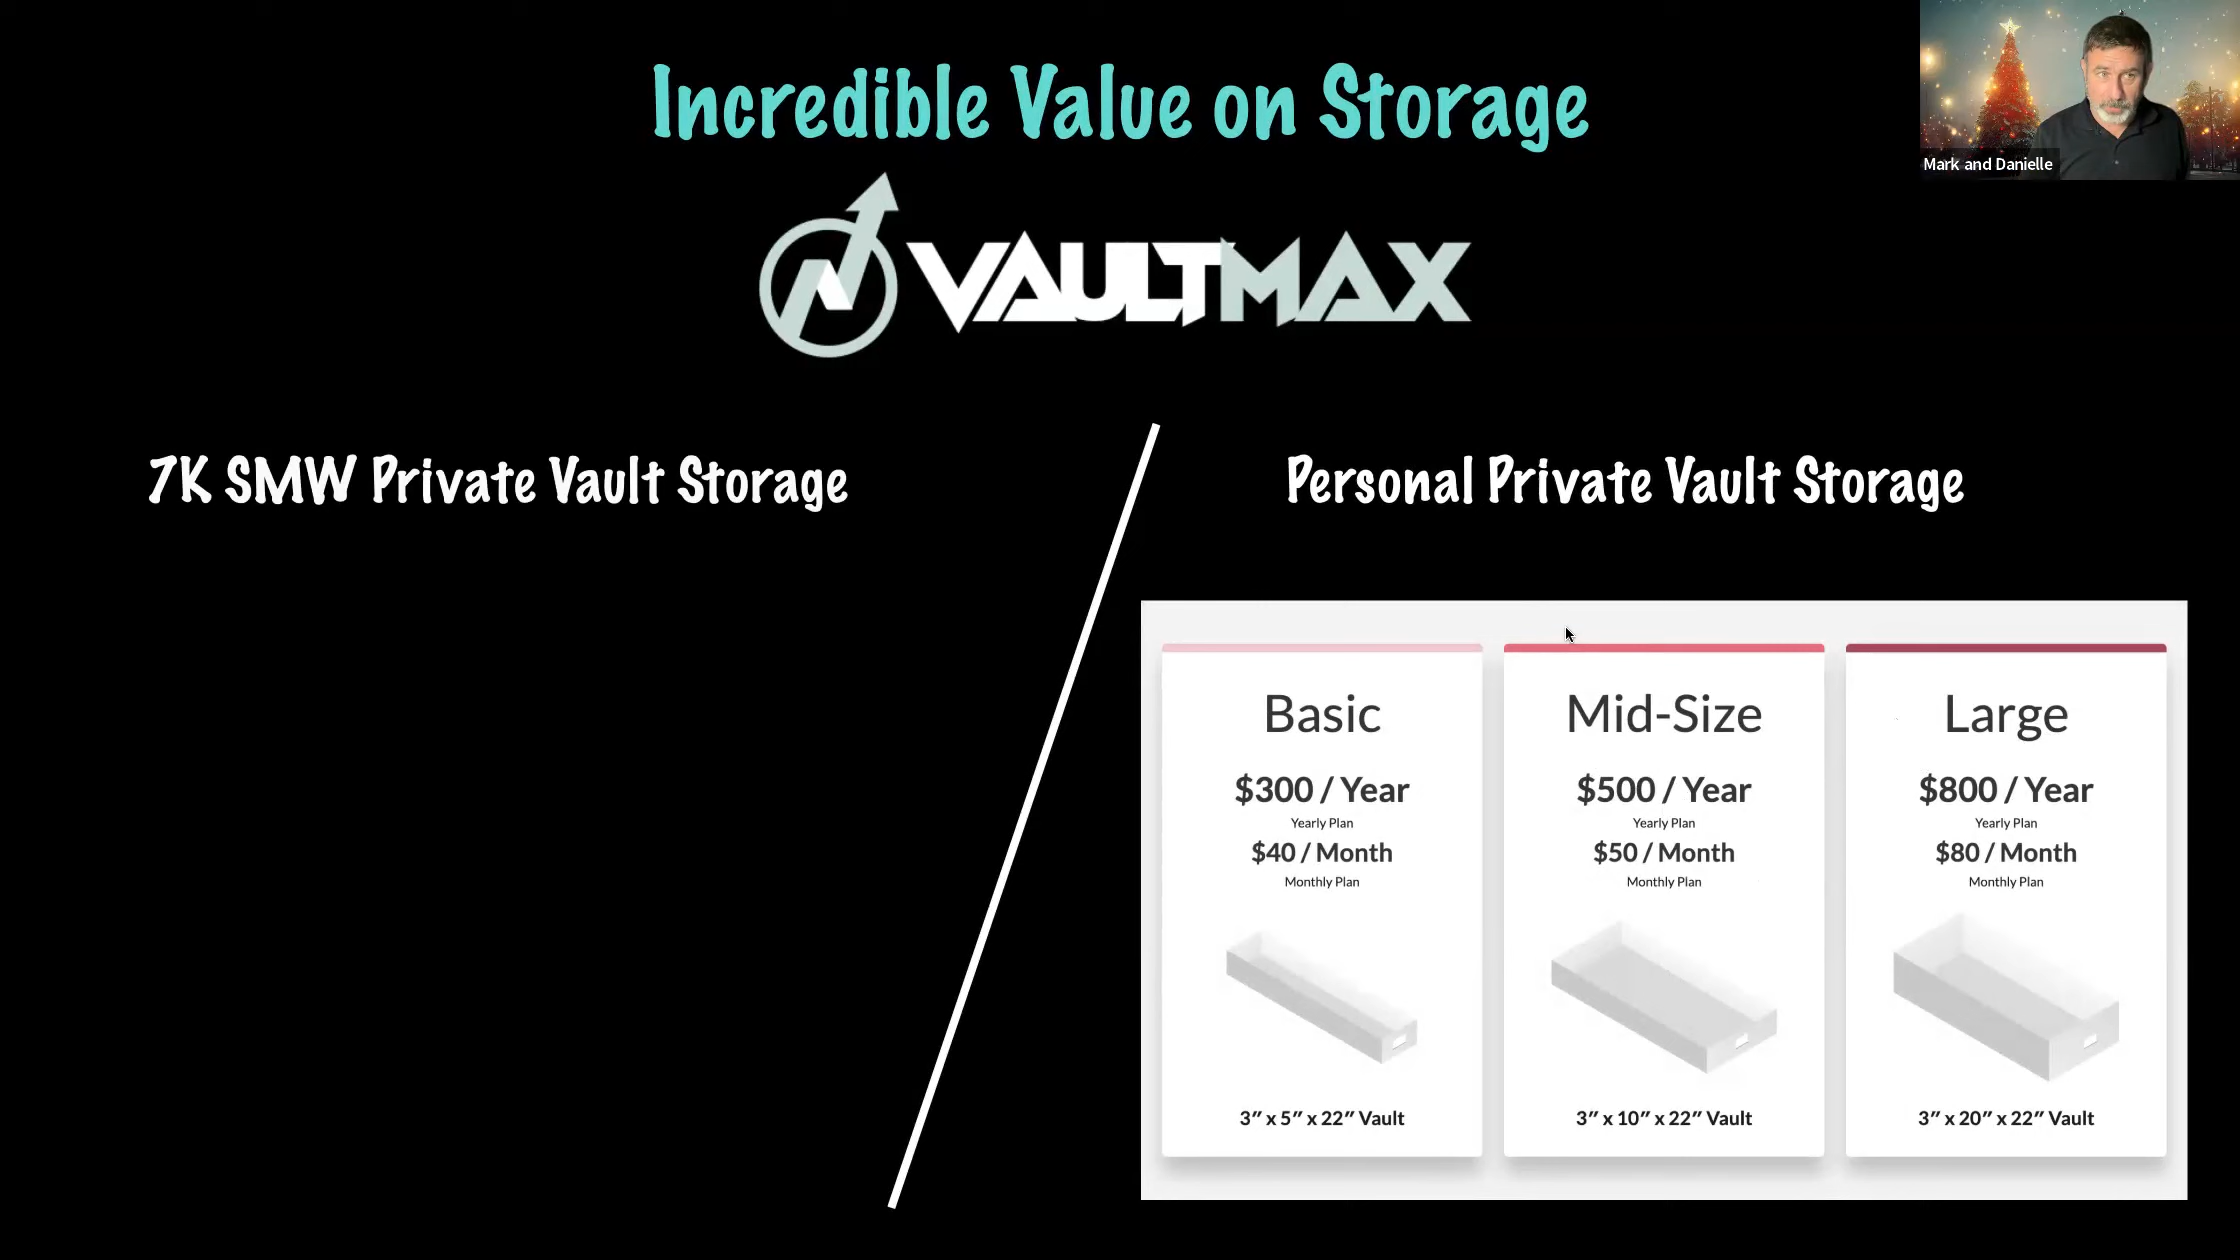 Incredible Value on Storage
VAULTMAX
Mark and Danielle
7K SMW Private Vault Storage
Personal Private Vault Storage
Basic
$300 / Year
Yearly Plan
$40 / Month
Monthly Plan
3″ x 5″ x 22″ Vault
Mid-Size
$500 / Year
Yearly Plan
$50 / Month
Monthly Plan
3″ x 10″ x 22″ Vault
Large
$800 / Year
Yearly Plan
$80 / Month
Monthly Plan
3″ x 20″ x 22″ Vault